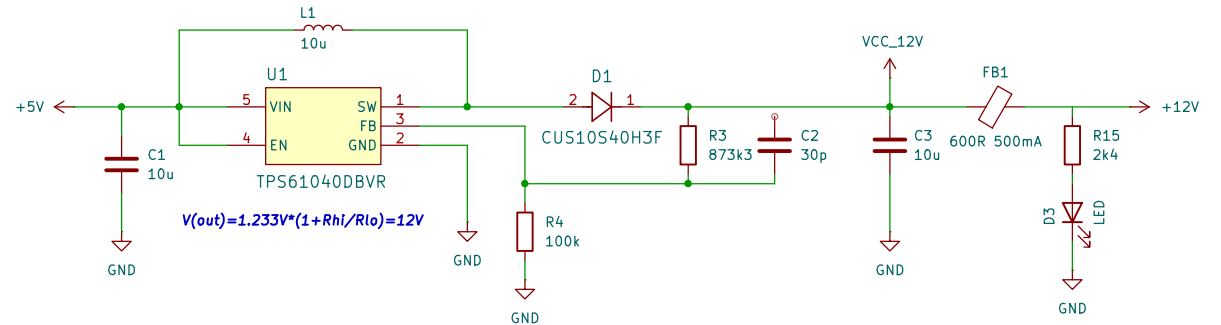 L1
10u
VCC_12V
U1
D1
FB1
+5V
5
VIN
SW
1
2
1
+12V
FB
3
4
EN
GND
2
CUS10S40H3F
R3
873k3
C2
30p
C3
10u
600R 500mA
R15
2k4
C1
10u
TPS61040DBVR
V(out)=1.233V*(1+Rhi/Rlo)=12V
R4
100k
D3
LED
GND
GND
GND
GND
GND